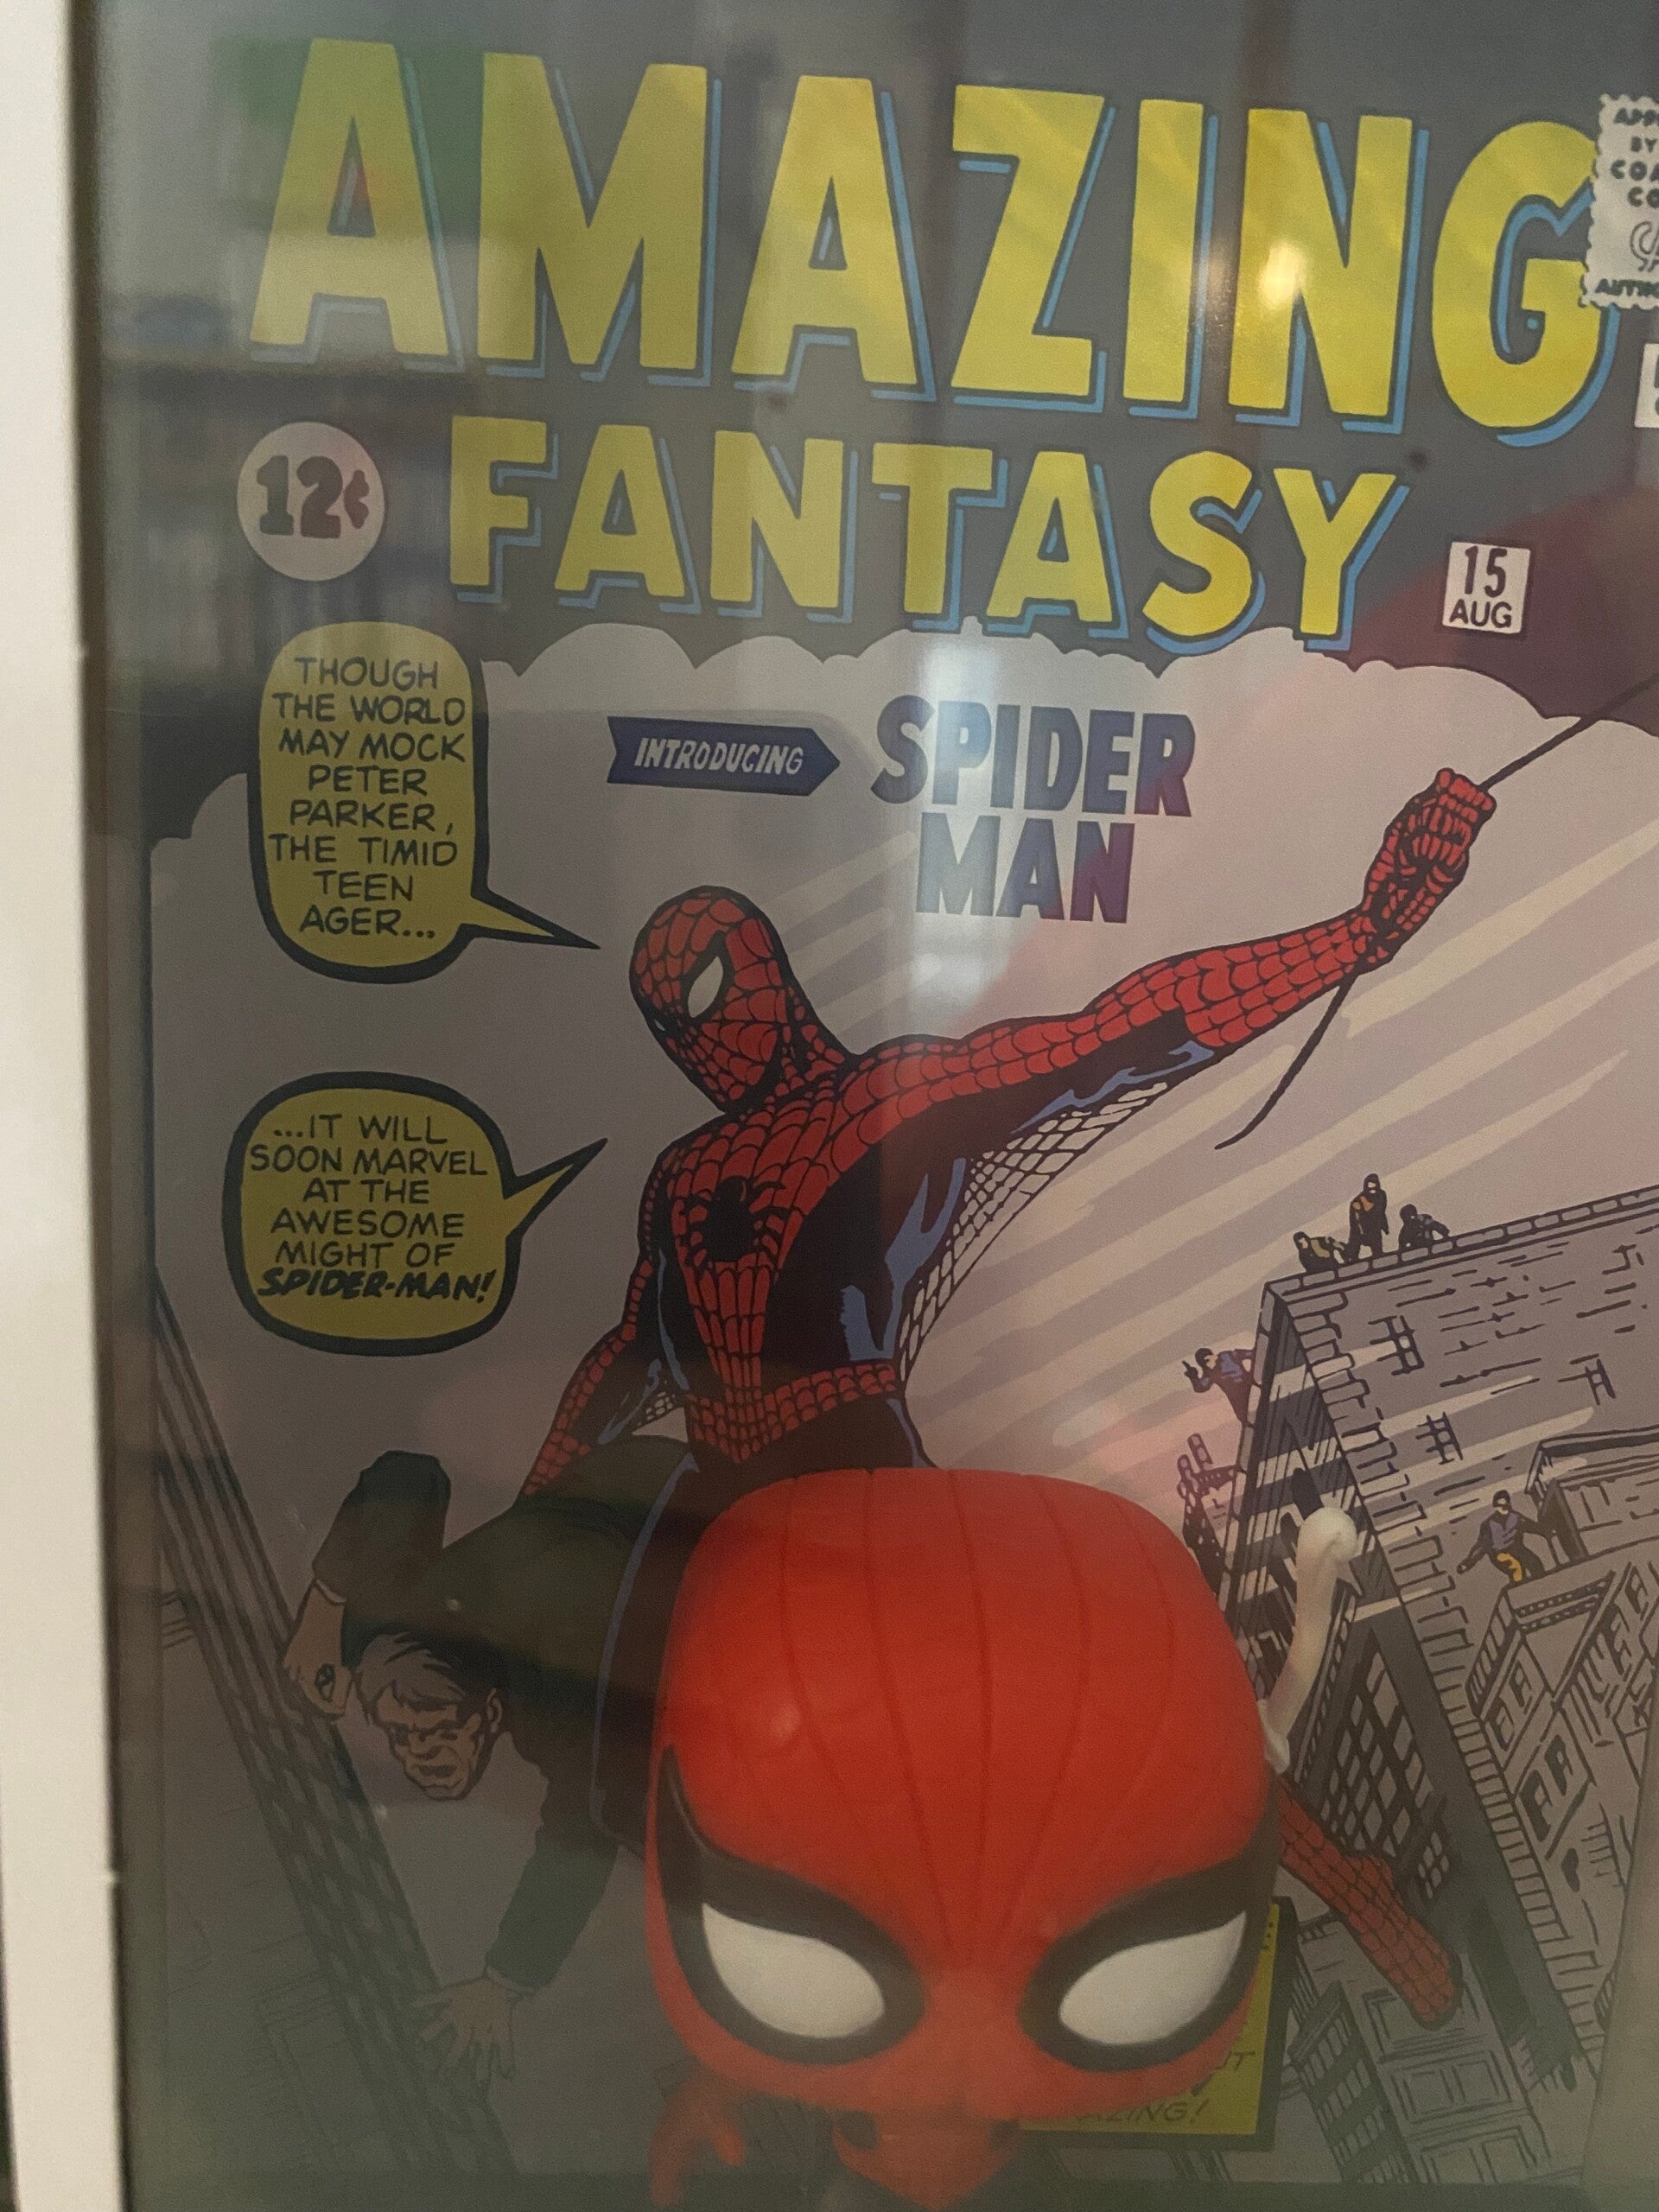 AMAZING
BY
12¢
FANTASY
15
AUG
THOUGH
THE WORLD
MAY MOCK
PETER
PARKER,
THE TIMID
TEEN
AGER...
INTRODUCING
SPIDER
MAN
...IT WILL
SOON MARVEL
AT THE
AWESOME
MIGHT OF
SPIDER-MAN!